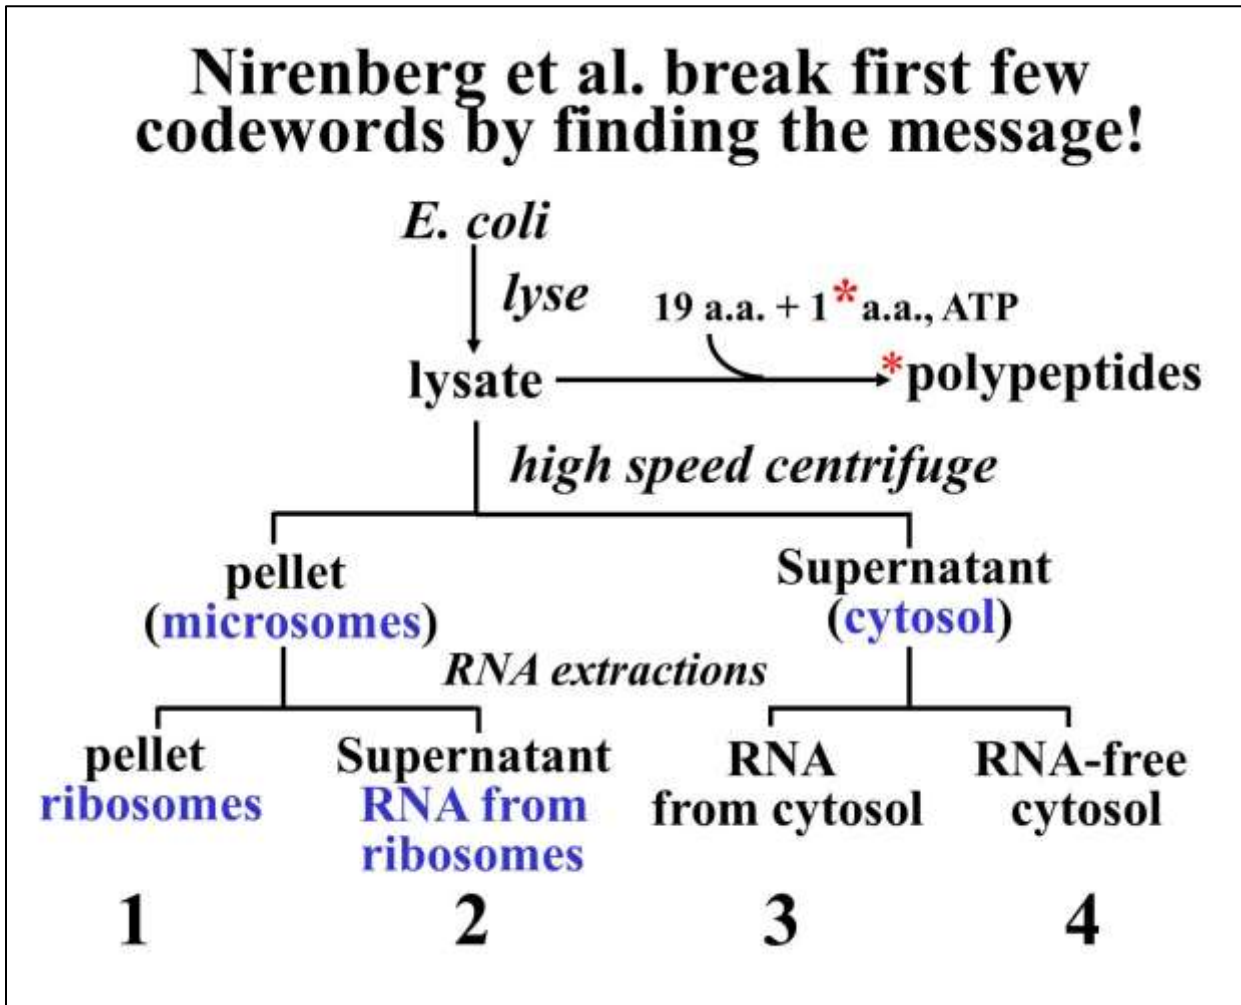 Nirenberg et al. break first few
codewords by finding the message!
E. coli
lyse
19 a.a. + 1*a.a., ATP
lysate
*polypeptides
high speed centrifuge
pellet
(microsomes)
Supernatant
(cytosol)
RNA extractions
pellet
ribosomes
Supernatant
RNA from
ribosomes
RNA
from cytosol
RNA-free
cytosol
1
2
3
4